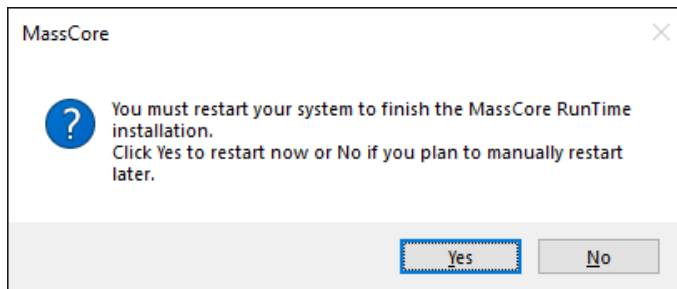 MassCore
You must restart your system to finish the MassCore RunTime
installation.
Click Yes to restart now or No if you plan to manually restart
later.
Yes
No